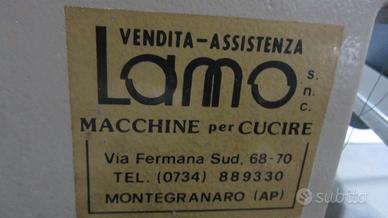 VENDITA-ASSISTENZA
Lamo s.n.c.
MACCHINE per CUCIRE
Via Fermana Sud, 68-70
TEL. (0734) 889330
MONTEGRANARO (AP)
subito